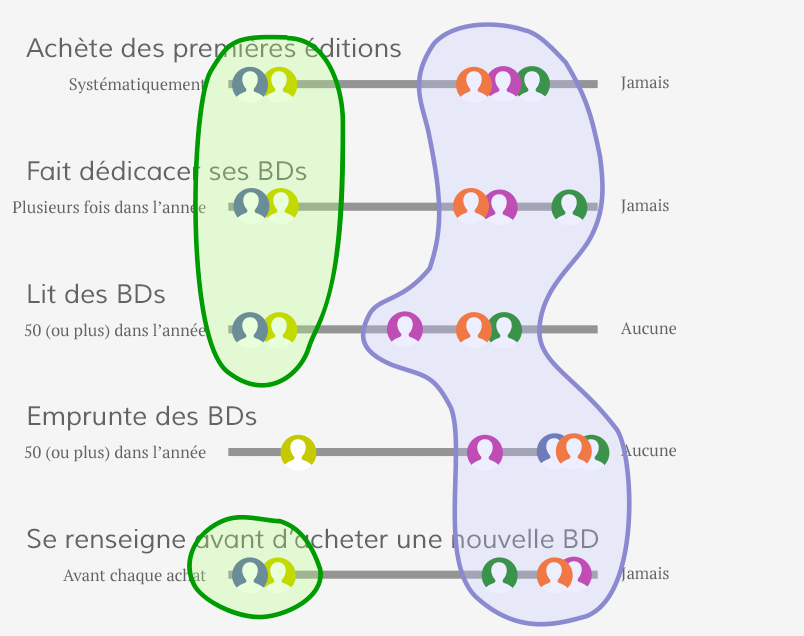 Achète des premières éditions
Systématiquement
Jamais
Fait dédicacer ses BDs
Plusieurs fois dans l'année
Jamais
Lit des BDs
50 (ou plus) dans l'année
Aucune
Emprunte des BDs
50 (ou plus) dans l'année
Aucune
Se renseigne avant d'acheter une nouvelle BD
Avant chaque achat
Jamais